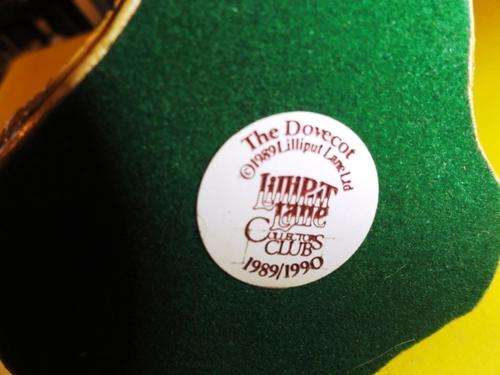 The Dovecot
©1989 Lilliput Lane Ltd
LilliPuT
Lane
COLLECTORS
CLUB
1989/1990